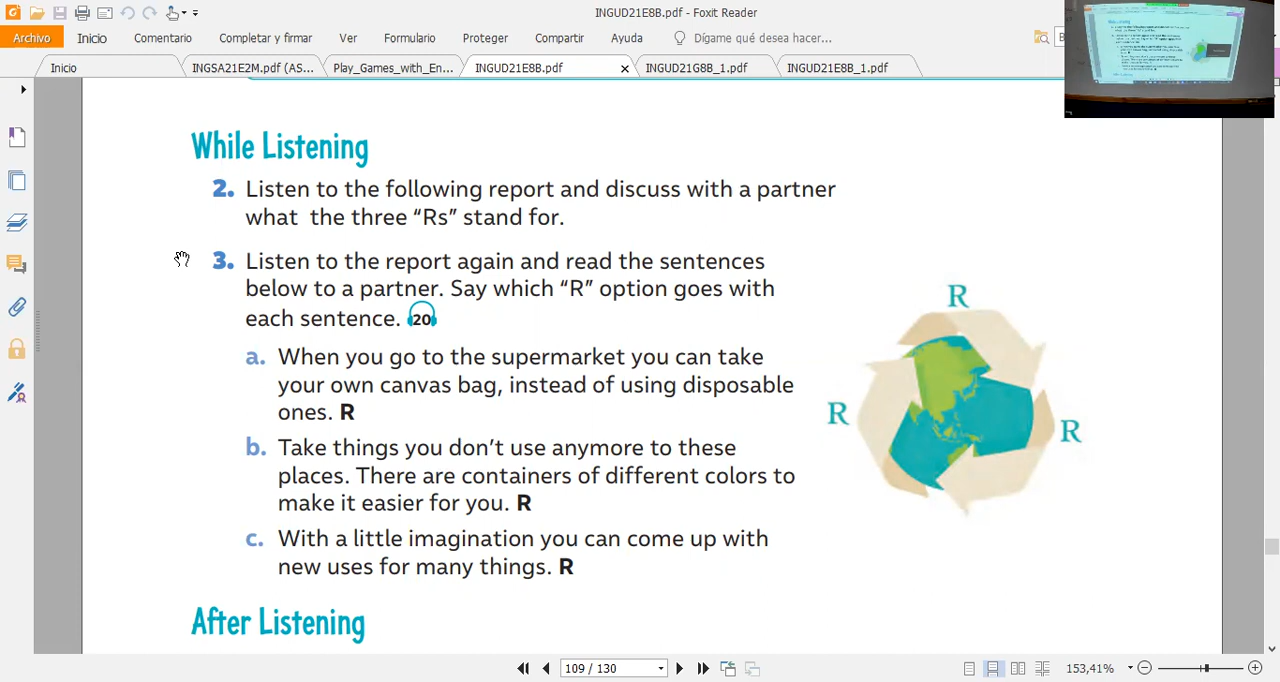 INGUD21E8B.pdf - Foxit Reader
Archivo Inicio Comentario Completar y firmar Ver Formulario Proteger Compartir Ayuda Dígame qué desea hacer...
Inicio INGSA21E2M.pdf (AS... Play_Games_with_En... INGUD21E8B.pdf INGUD21G8B_1.pdf INGUD21E8B_1.pdf
While Listening
2. Listen to the following report and discuss with a partner
what the three “Rs” stand for.
3. Listen to the report again and read the sentences
below to a partner. Say which “R” option goes with
each sentence. 20
a. When you go to the supermarket you can take
your own canvas bag, instead of using disposable
ones. R
b. Take things you don’t use anymore to these
places. There are containers of different colors to
make it easier for you. R
c. With a little imagination you can come up with
new uses for many things. R
R
R
R
After Listening
109 / 130
153,41%